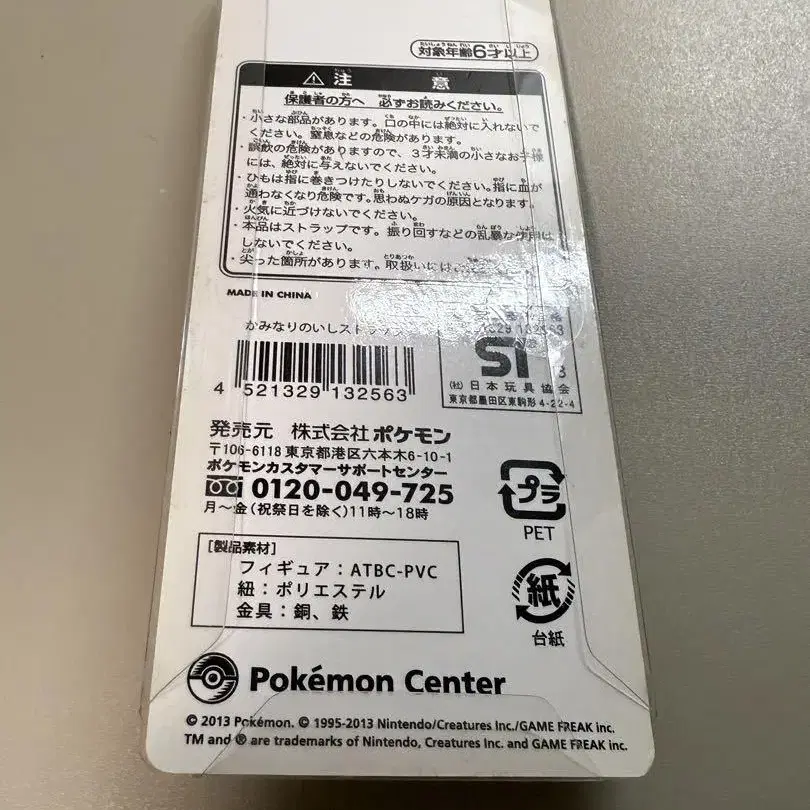 対象年齢6才以上
⚠注 意
保護者の方へ 必ずお読みください。
・小さな部品があります。口の中には絶対に入れないで
ください。窒息などの危険があります。
・誤飲の危険がありますので、3才未満の小さなお子様
には、絶対に与えないでください。
・ひもは指に巻きつけたりしないでください。指に血が
通わなくなり危険です。思わぬケガの原因となります。
・火気に近づけないでください。
・本品はストラップです。振り回すなどの乱暴な使用は
しないでください。
・尖った箇所があります。取扱いには
MADE IN CHINA
かみなりのいしストラップ
4 521329 132563
1329 132563
ST
(社)日本玩具協会
東京都墨田区東駒形4-22-4
発売元 株式会社ポケモン
〒106-6118 東京都港区六本木6-10-1
ポケモンカスタマーサポートセンター
0120-049-725
月～金(祝祭日を除く)11時～18時
プラ
PET
[製品素材]
フィギュア:ATBC-PVC
紐:ポリエステル
金具:銅、鉄
紙
台紙
Pokémon Center
© 2013 Pokémon. © 1995-2013 Nintendo/Creatures Inc./GAME FREAK inc.
TM and ® are trademarks of Nintendo, Creatures Inc. and GAME FREAK inc.